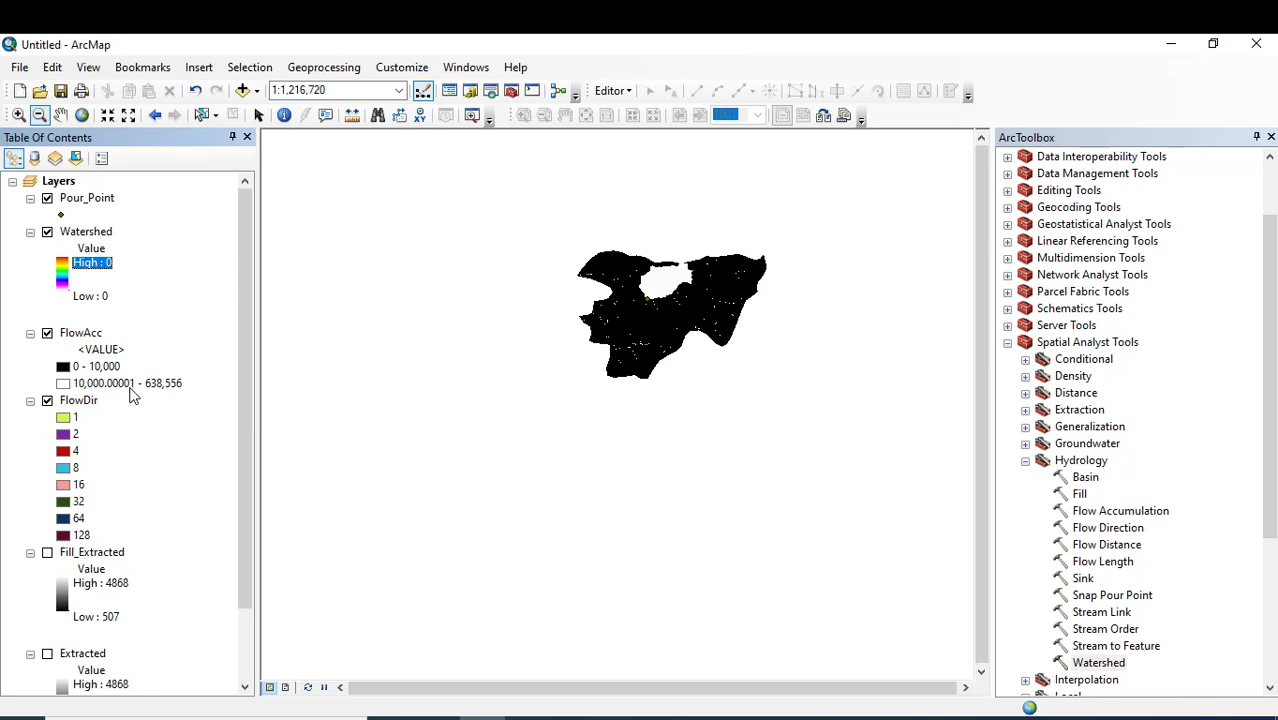 Untitled - ArcMap
File Edit View Bookmarks Insert Selection Geoprocessing Customize Windows Help
1:1,216,720
Editor
100%
Table Of Contents
Layers
Pour_Point
Watershed
Value
High : 0
Low : 0
FlowAcc
<VALUE>
0 - 10,000
10,000.00001 - 638,556
FlowDir
1
2
4
8
16
32
64
128
Fill_Extracted
Value
High : 4868
Low : 507
Extracted
Value
High : 4868
ArcToolbox
Data Interoperability Tools
Data Management Tools
Editing Tools
Geocoding Tools
Geostatistical Analyst Tools
Linear Referencing Tools
Multidimension Tools
Network Analyst Tools
Parcel Fabric Tools
Schematics Tools
Server Tools
Spatial Analyst Tools
Conditional
Density
Distance
Extraction
Generalization
Groundwater
Hydrology
Basin
Fill
Flow Accumulation
Flow Direction
Flow Distance
Flow Length
Sink
Snap Pour Point
Stream Link
Stream Order
Stream to Feature
Watershed
Interpolation
Local